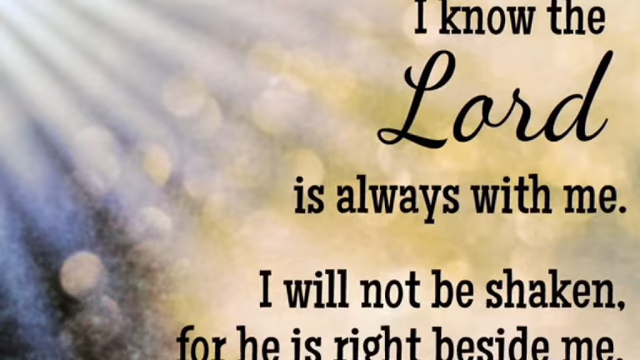 I know the
Lord
is always with me.
I will not be shaken,
for he is right beside me.